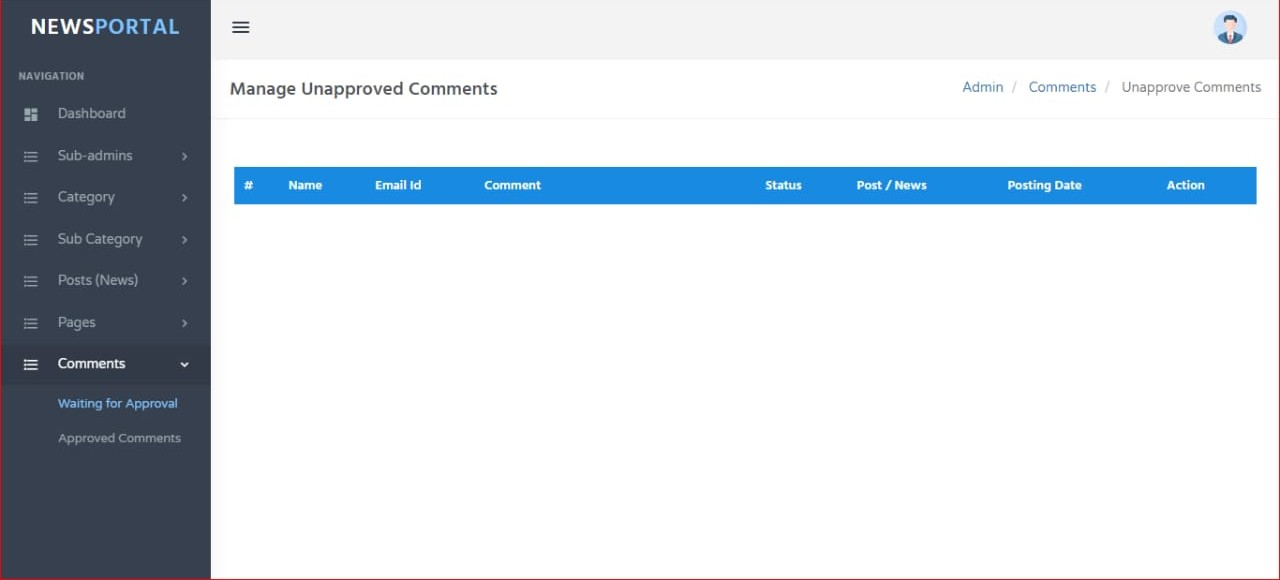 NEWSPORTAL
NAVIGATION
Dashboard
Sub-admins
Category
Sub Category
Posts (News)
Pages
Comments
Waiting for Approval
Approved Comments
Manage Unapproved Comments
Admin / Comments / Unapprove Comments
# Name Email Id Comment Status Post / News Posting Date Action